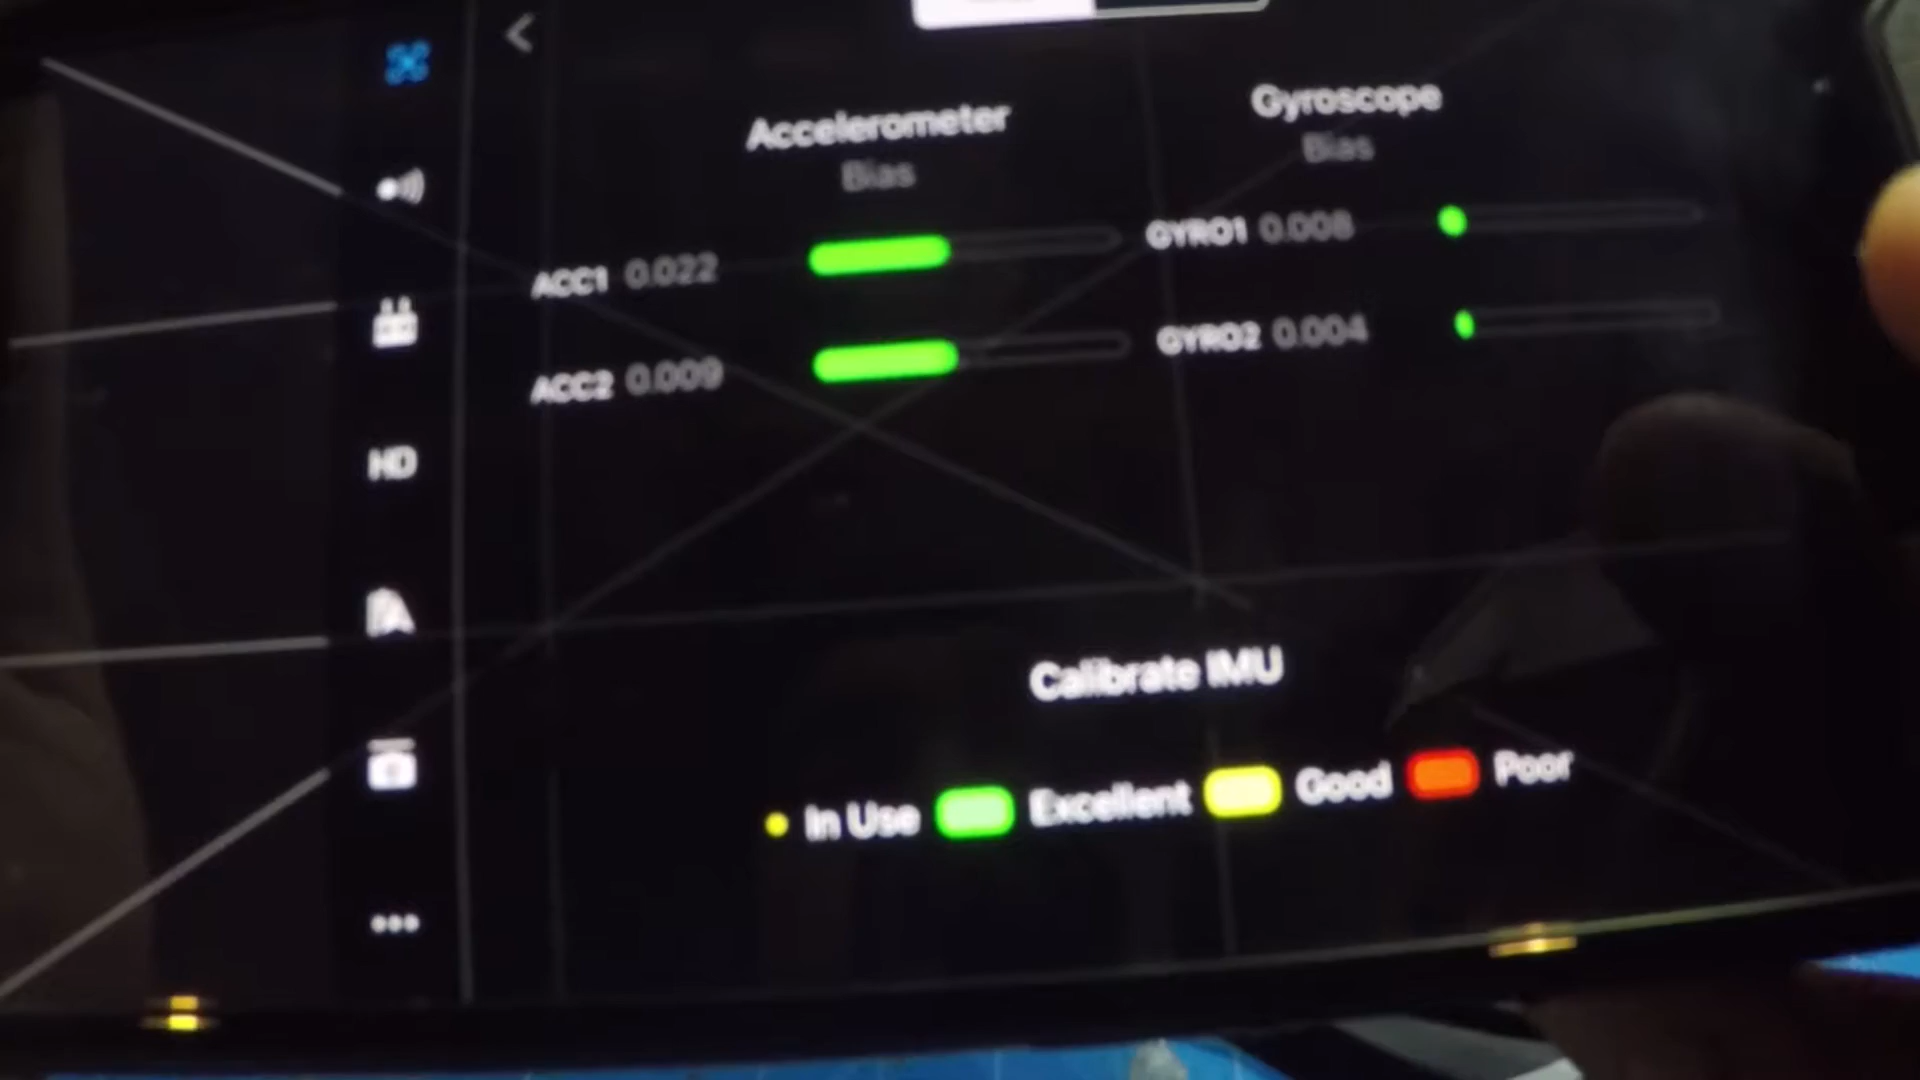 Accelerometer
Bias
ACC1 0.022
ACC2 0.009
Gyroscope
Bias
GYRO1 0.008
GYRO2 0.004
HD
Calibrate IMU
In Use Excellent Good Poor